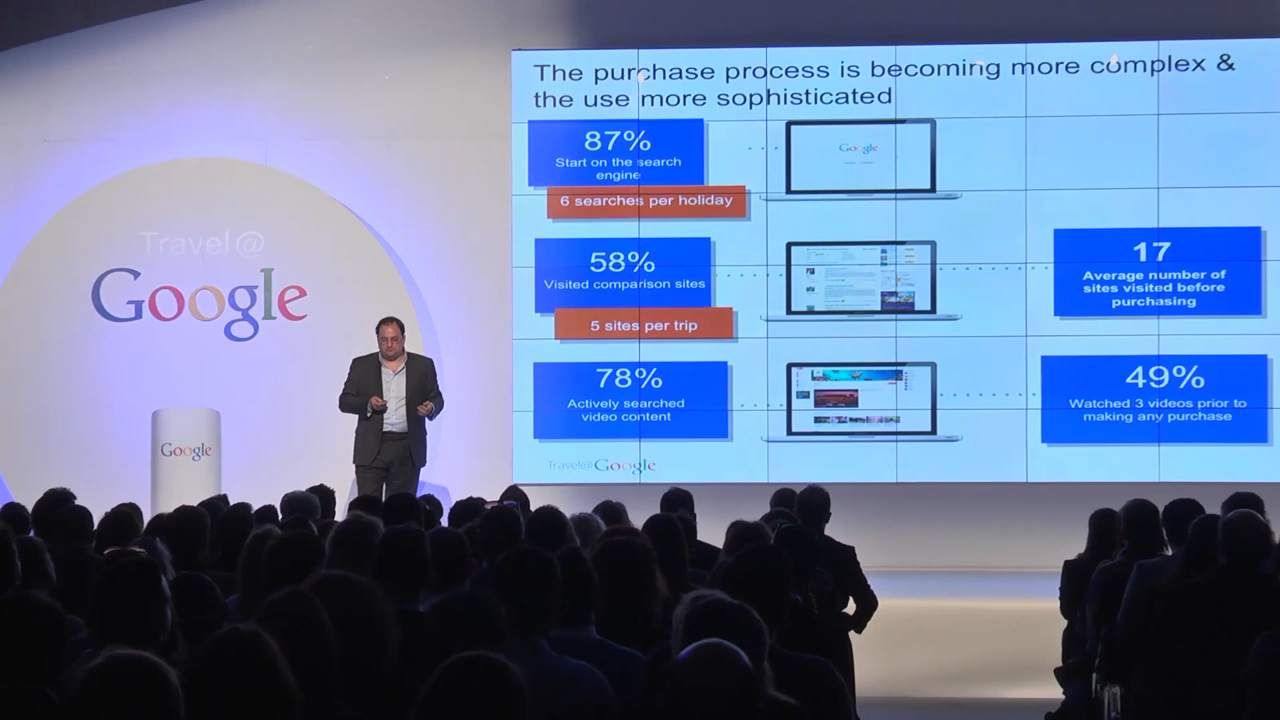 The purchase process is becoming more complex &
the use more sophisticated
87%
Start on the search
engine
6 searches per holiday
Google
58%
Visited comparison sites
5 sites per trip
17
Average number of
sites visited before
purchasing
78%
Actively searched
video content
49%
Watched 3 videos prior to
making any purchase
Travel@Google
Travel@
Google
Google